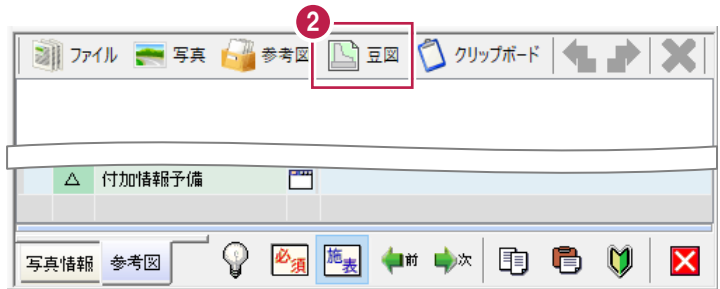 2
ファイル 写真 参考図 豆図 クリップボード
△ 付加情報予備
写真情報 参考図 必須 施表 前 次